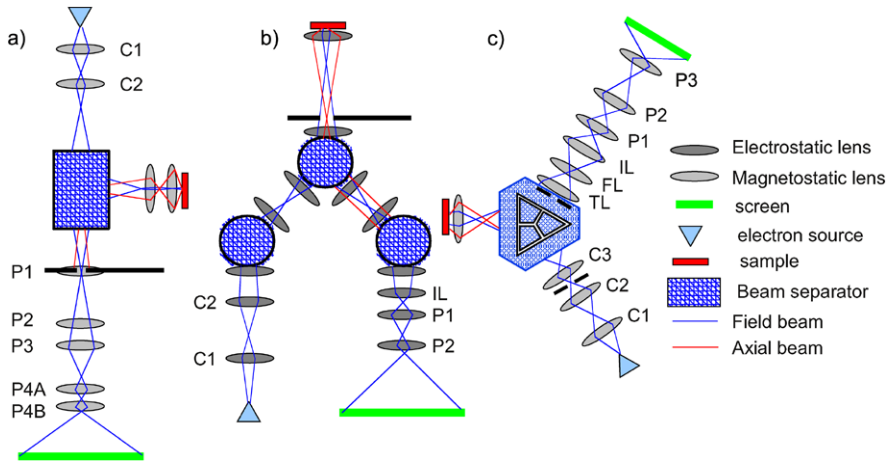 a)
C1
C2
P1
P2
P3
P4A
P4B
b)
C2
C1
IL
P1
P2
c)
P3
P2
P1
IL
FL
TL
C3
C2
C1
Electrostatic lens
Magnetostatic lens
screen
electron source
sample
Beam separator
Field beam
Axial beam